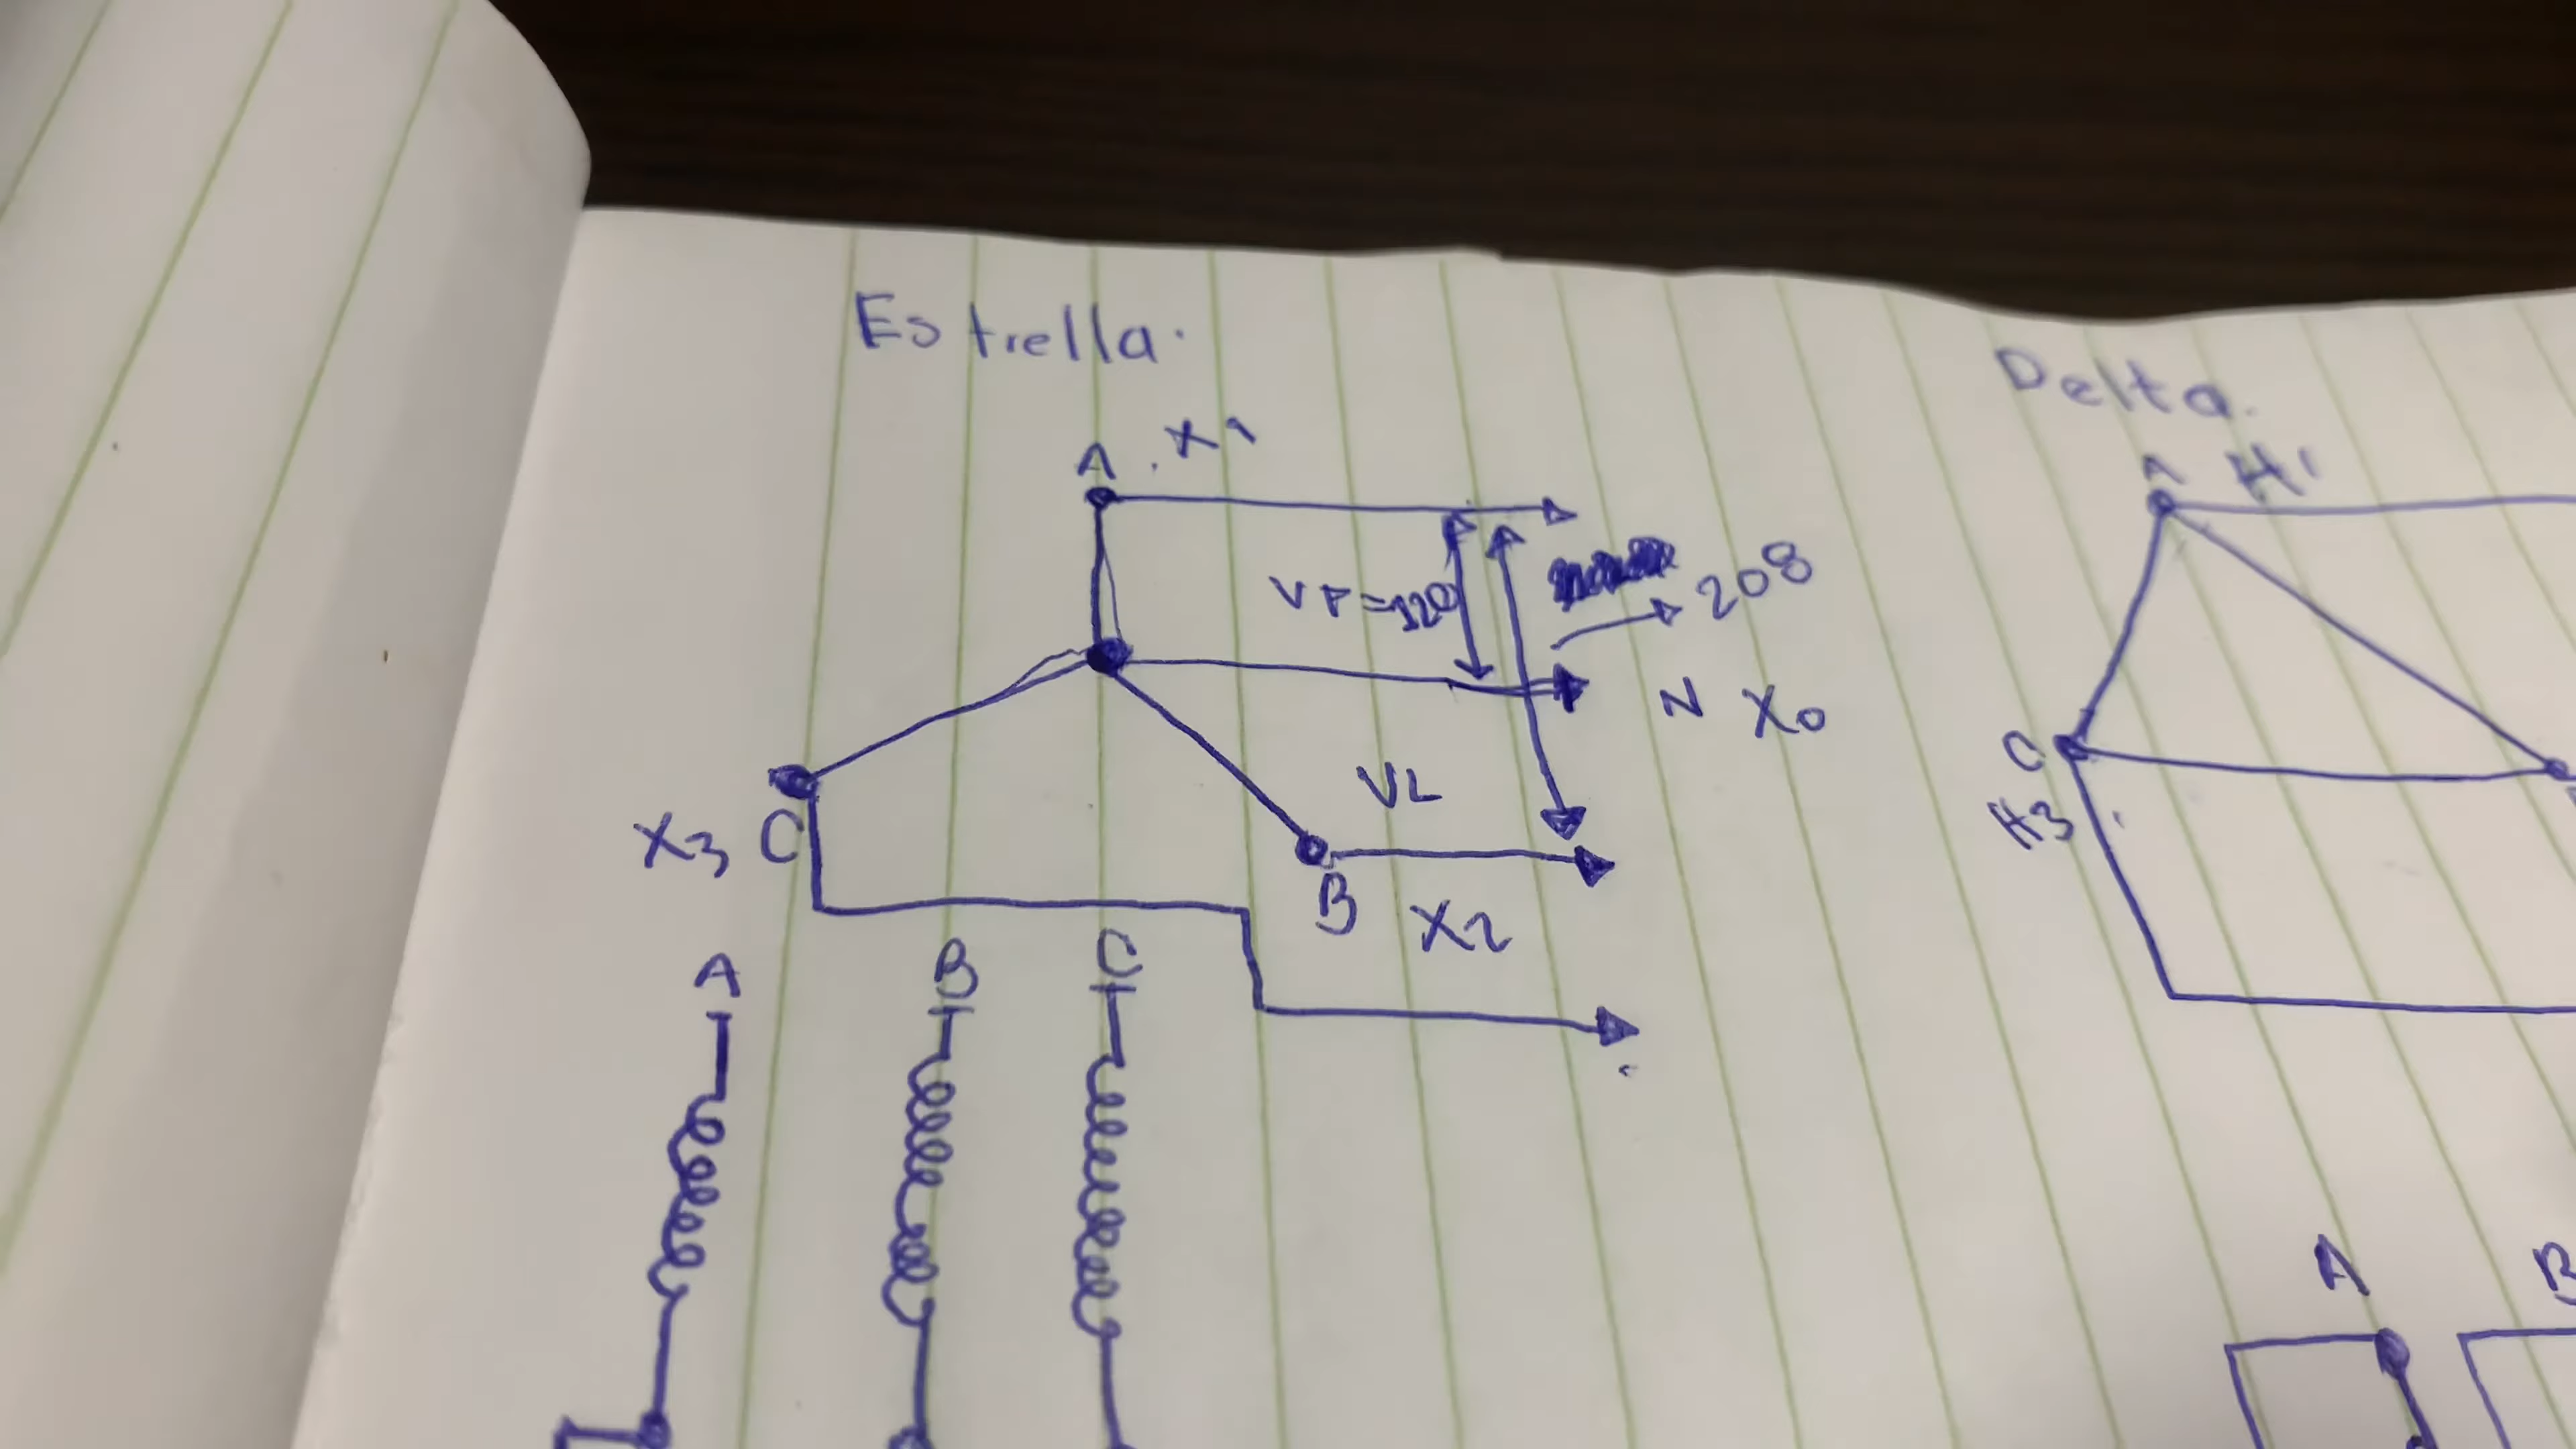 Estrella.
Delta.
A X1
A H1
VF=120
208
N X0
C
H3
VL
X3 C
B X2
A B C
A B